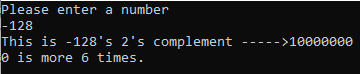 Please enter a number
-128
This is -128's 2's complement ----->10000000
0 is more 6 times.